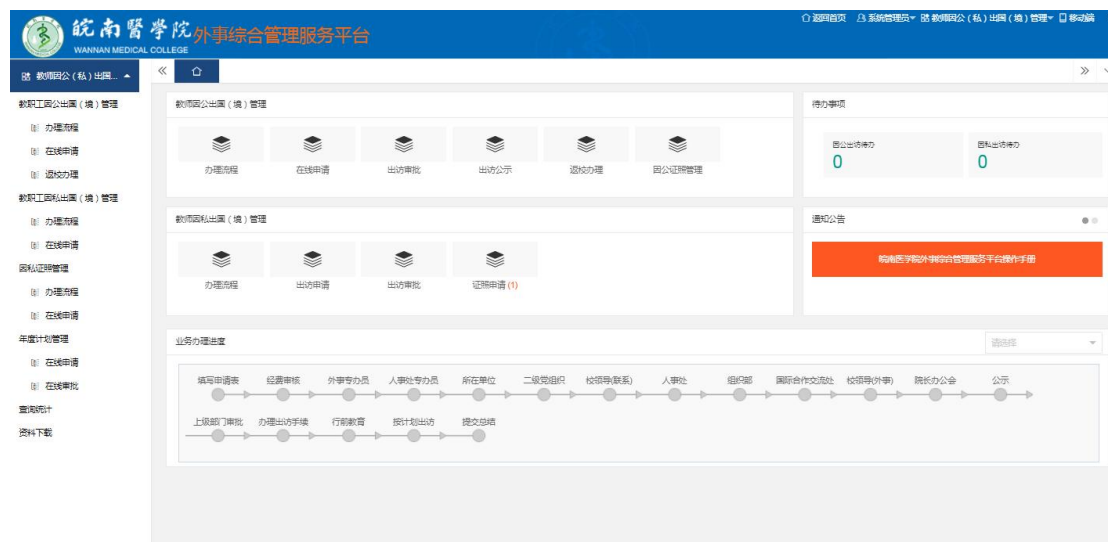 皖南醫學院 外事综合管理服务平台
WANNAN MEDICAL COLLEGE
返回首页 系统管理员 教师因公(私)出国(境)管理 移动端
教师因公(私)出国...
教职工因公出国(境)管理
办理流程
在线申请
返校办理
教职工因私出国(境)管理
办理流程
在线申请
因私证照管理
办理流程
在线申请
年度计划管理
在线申请
在线审批
查询统计
资料下载
教师因公出国(境)管理
办理流程 在线申请 出访审批 出访公示 返校办理 因公证照管理
待办事项
因公出访待办 因私出访待办
0 0
教师因私出国(境)管理
办理流程 出访申请 出访审批 证照申请 (1)
通知公告
皖南医学院外事综合管理服务平台操作手册
业务办理进度
请选择
填写申请表 经费审核 外事专办员 人事处专办员 所在单位 二级党组织 校领导(联系) 人事处 组织部 国际合作交流处 校领导(外事) 院长办公会 公示
上级部门审批 办理出访手续 行前教育 按计划出访 提交总结